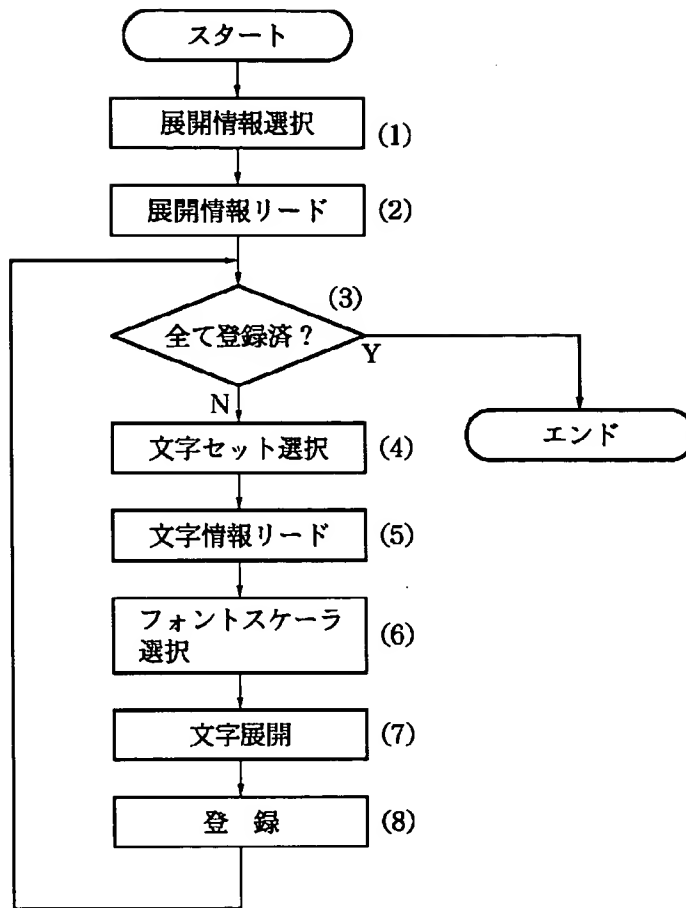 スタート
展開情報選択 (1)
展開情報リード (2)
(3)
全て登録済?
Y
N
エンド
文字セット選択 (4)
文字情報リード (5)
フォントスケーラ
選択 (6)
文字展開 (7)
登 録 (8)